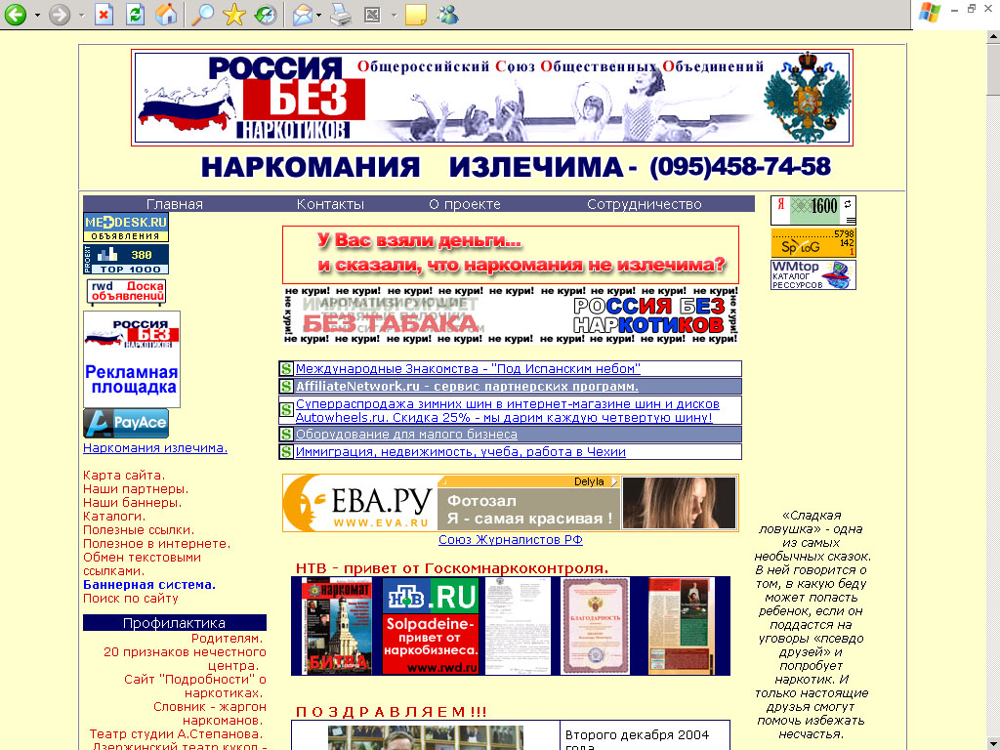 РОССИЯ
БЕЗ
НАРКОТИКОВ
Общероссийский Союз Общественных Объединений
НАРКОМАНИЯ ИЗЛЕЧИМА - (095)458-74-58
Главная Контакты О проекте Сотрудничество
MEDDESK.RU
ОБЪЯВЛЕНИЯ
PROEKT 380
TOP 1000
rwd Доска
объявлений
РОССИЯ
БЕЗ
НАРКОТИКОВ
Рекламная
площадка
PayAce
Наркомания излечима.
Карта сайта.
Наши партнеры.
Наши баннеры.
Каталоги.
Полезные ссылки.
Полезное в интернете.
Обмен текстовыми
ссылками.
Баннерная система.
Поиск по сайту
Профилактика
Родителям.
20 признаков нечестного
центра.
Сайт "Подробности" о
наркотиках.
Словник - жаргон
наркоманов.
Театр студии А.Степанова.
Дзержинский театр кукол -
У Вас взяли деньги...
и сказали, что наркомания не излечима?
не кури! не кури! не кури! не кури! не кури! не кури! не кури! не кури! не кури!
не кури!
АРОМАТИЗИРУЮЩИЕ
БЕЗ ТАБАКА
РОССИЯ БЕЗ
НАРКОТИКОВ
не кури!
не кури! не кури! не кури! не кури! не кури! не кури! не кури! не кури! не кури!
S Международные Знакомства - "Под Испанским небом"
S AffiliateNetwork.ru - сервис партнерских программ.
S Суперраспродажа зимних шин в интернет-магазине шин и дисков
Autowheels.ru. Скидка 25% - мы дарим каждую четвертую шину!
S Оборудование для малого бизнеса
S Иммиграция, недвижимость, учеба, работа в Чехии
ЕВА.РУ
WWW.EVA.RU
Delyla
Фотозал
Я - самая красивая !
Союз Журналистов РФ
НТВ - привет от Госкомнаркоконтроля.
Наркомат
БИТВА
НТВ.RU
Solpadeine-
привет от
наркобизнеса.
www.rwd.ru
БЛАГОДАРНОСТЬ
П О З Д Р А В Л Я Е М !!!
Второго декабря 2004
года
Я 1600
5798
142
1
SpyLOG
WMtop
КАТАЛОГ
РЕССУРСОВ
«Сладкая
ловушка» - одна
из самых
необычных сказок.
В ней говорится о
том, в какую беду
может попасть
ребенок, если он
поддастся на
уговоры «псевдо
друзей» и
попробует
наркотик. И
только настоящие
друзья смогут
помочь избежать
несчастья.